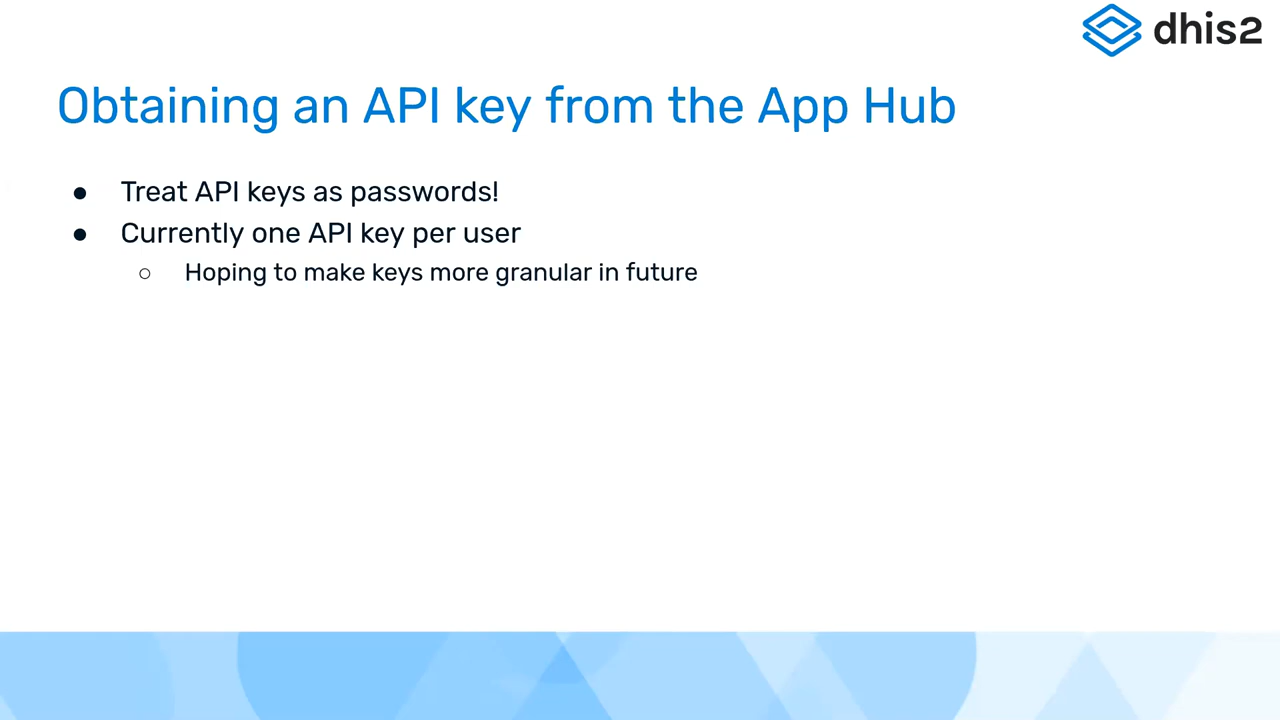 dhis2
Obtaining an API key from the App Hub
● Treat API keys as passwords!
● Currently one API key per user
○ Hoping to make keys more granular in future